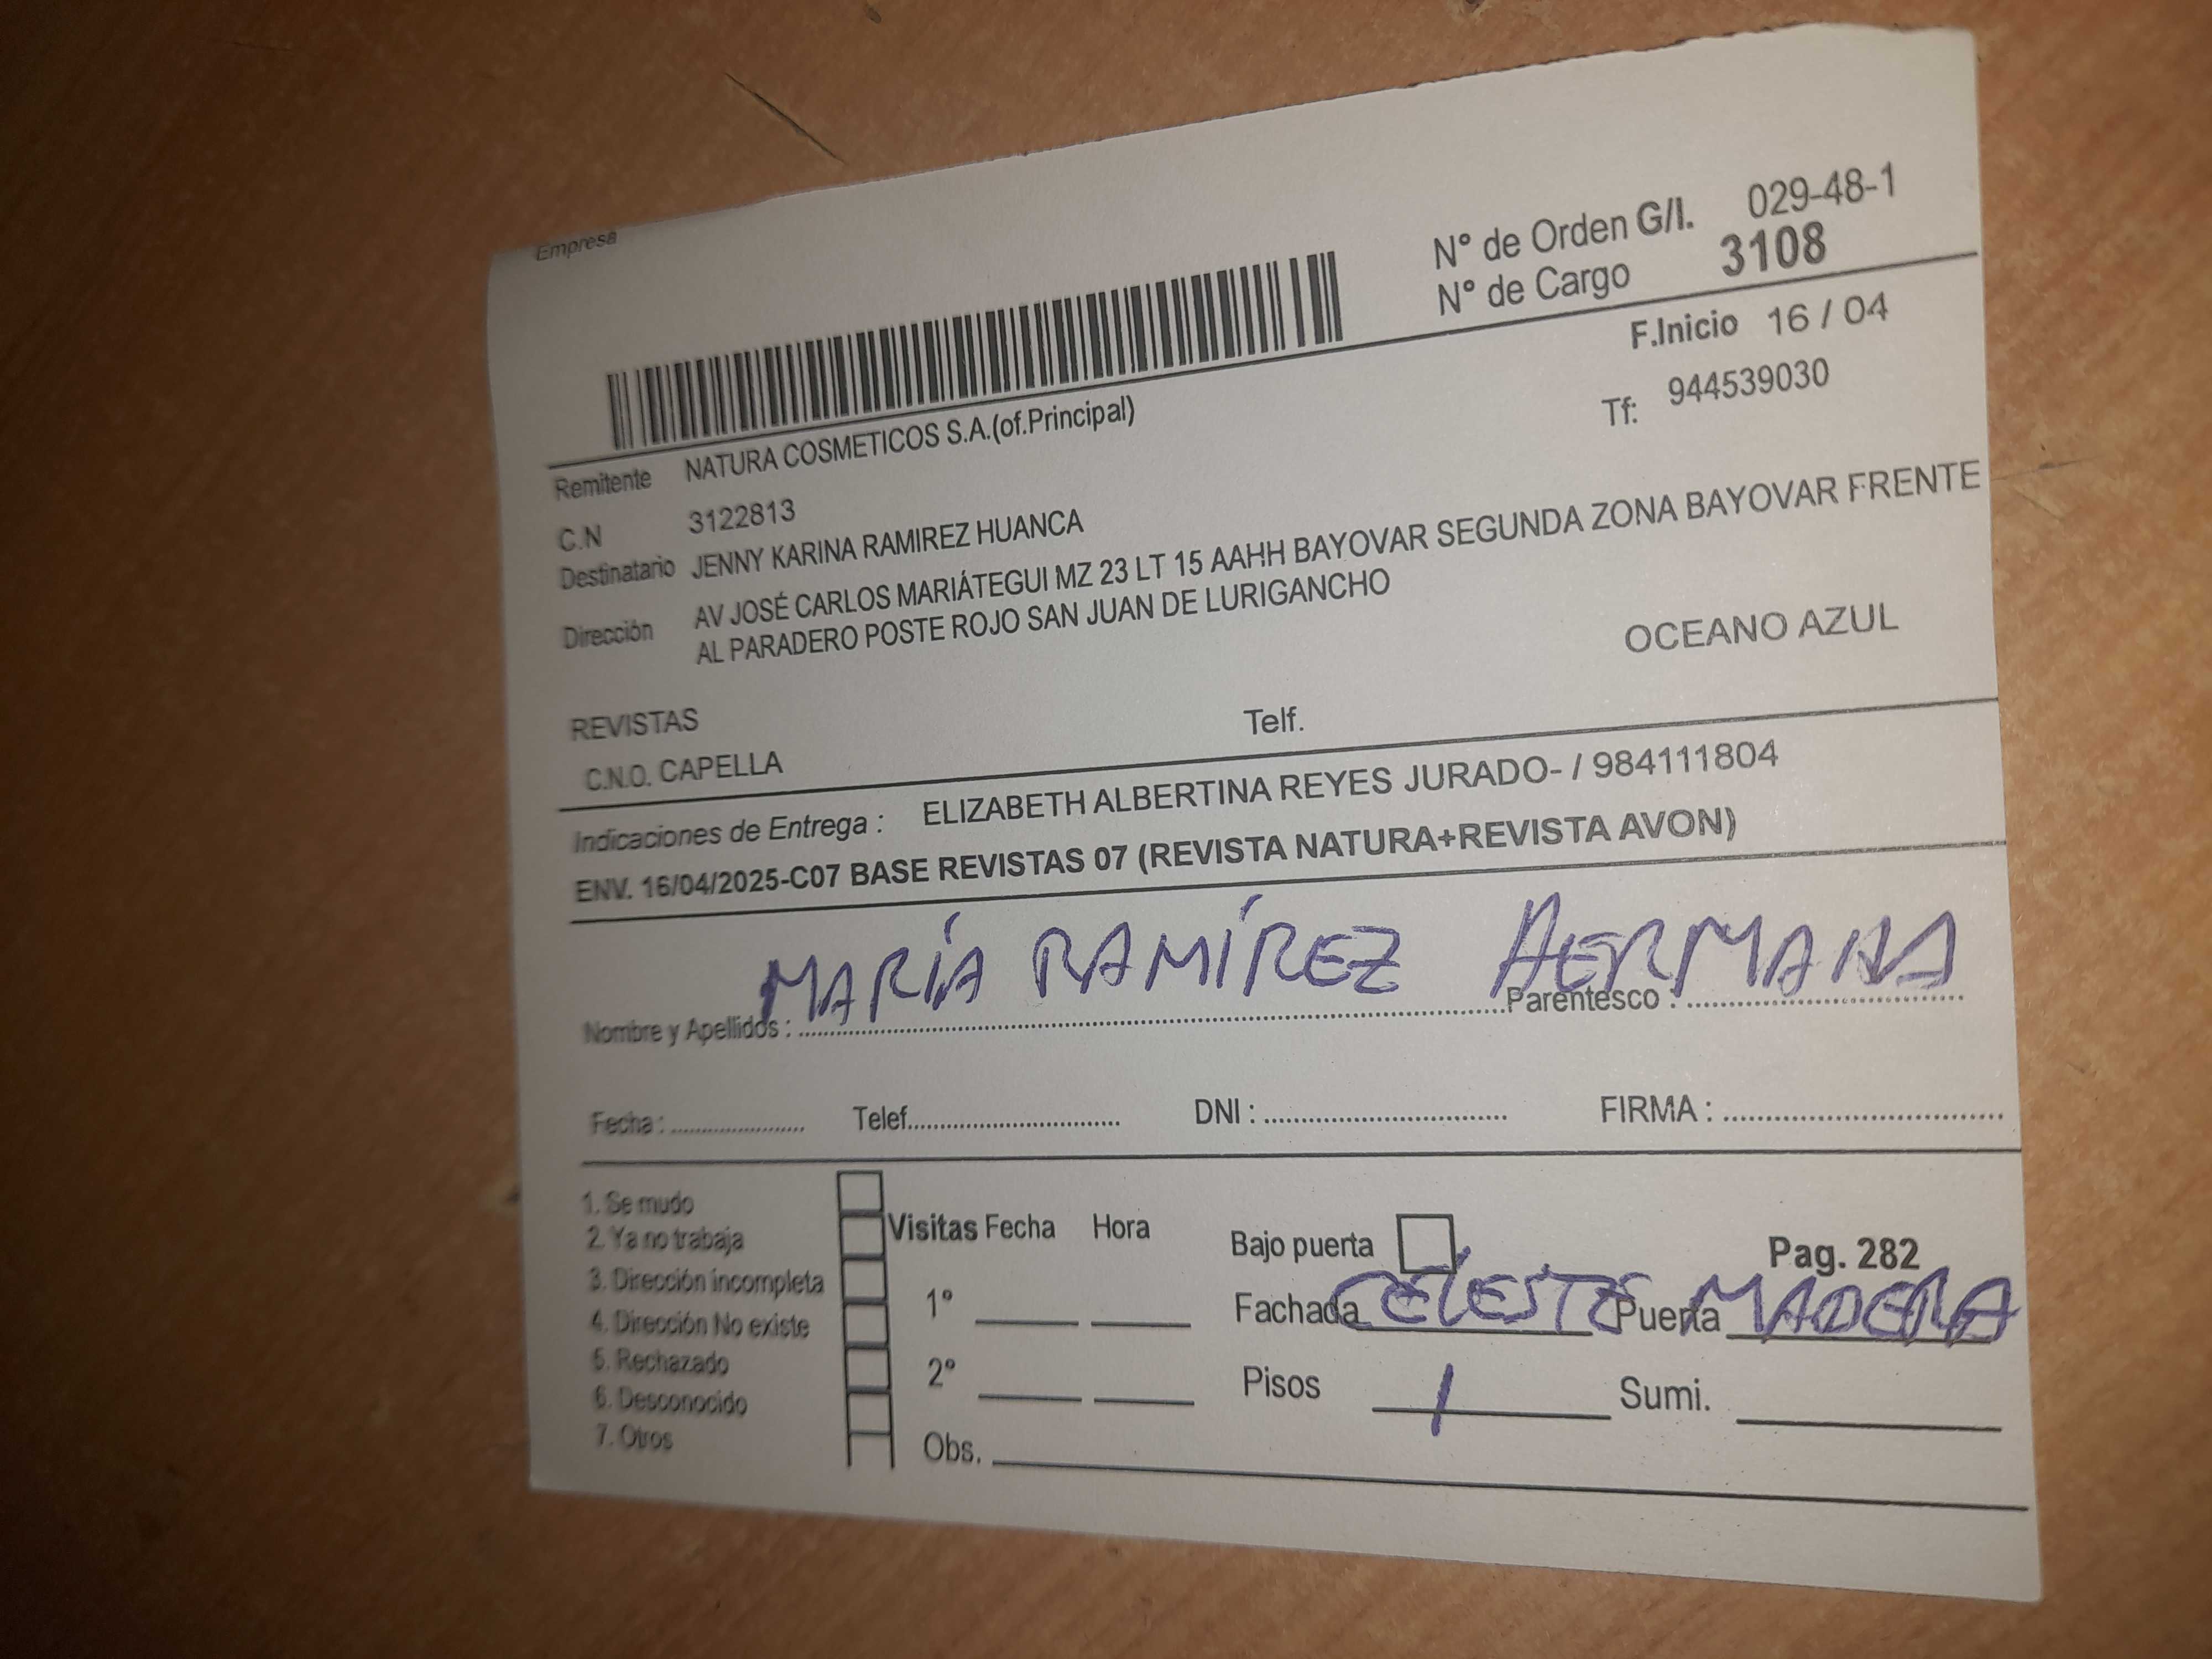 Empresa
N° de Orden G/I. 029-48-1
N° de Cargo 3108
F.Inicio 16 / 04
Remitente NATURA COSMETICOS S.A.(of.Principal) Tf: 944539030
C.N 3122813
Destinatario JENNY KARINA RAMIREZ HUANCA
Dirección AV JOSÉ CARLOS MARIÁTEGUI MZ 23 LT 15 AAHH BAYOVAR SEGUNDA ZONA BAYOVAR FRENTE
AL PARADERO POSTE ROJO SAN JUAN DE LURIGANCHO
OCEANO AZUL
REVISTAS Telf.
C.N.O. CAPELLA
Indicaciones de Entrega : ELIZABETH ALBERTINA REYES JURADO- / 984111804
ENV. 16/04/2025-C07 BASE REVISTAS 07 (REVISTA NATURA+REVISTA AVON)
Nombre y Apellidos : MARÍA RAMÍREZ Parentesco : HERMANA
Fecha : Telef. DNI : FIRMA :
1. Se mudo
2. Ya no trabaja
3. Dirección incompleta
4. Dirección No existe
5. Rechazado
6. Desconocido
7. Otros
Visitas Fecha Hora
1°
2°
Obs.
Bajo puerta Pag. 282
Fachada CELESTE Puerta MADERA
Pisos 1 Sumi.